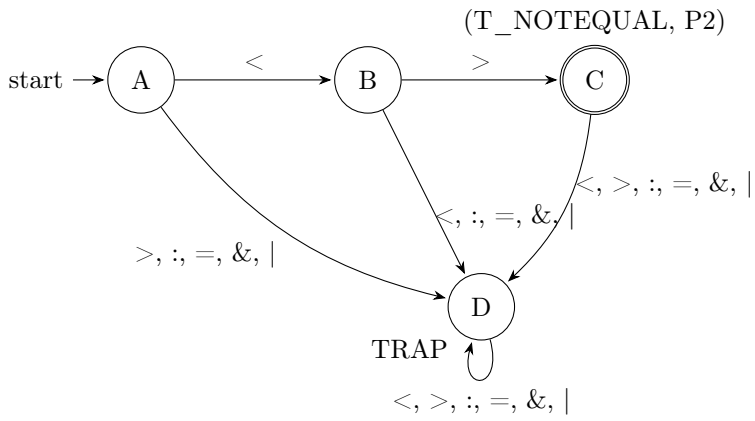 (T_NOTEQUAL, P2)
start
A
<
B
>
C
<, >, :, =, &, |
<, :, =, &, |
>, :, =, &, |
D
TRAP
<, >, :, =, &, |